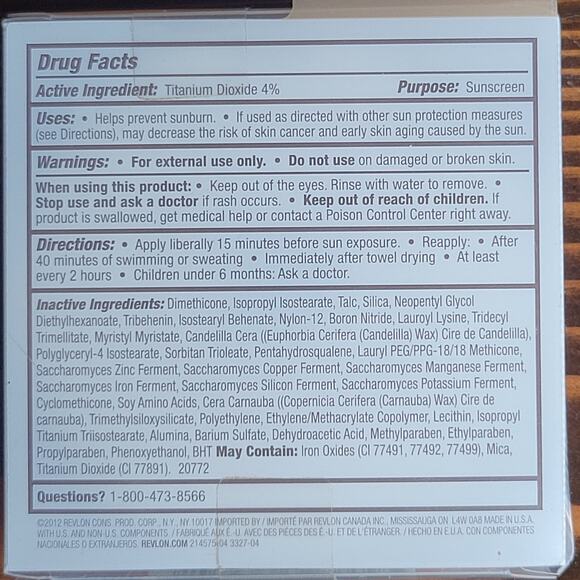 Drug Facts
Active Ingredient: Titanium Dioxide 4% Purpose: Sunscreen
Uses: • Helps prevent sunburn. • If used as directed with other sun protection measures
(see Directions), may decrease the risk of skin cancer and early skin aging caused by the sun.
Warnings: • For external use only. • Do not use on damaged or broken skin.
When using this product: • Keep out of the eyes. Rinse with water to remove. •
Stop use and ask a doctor if rash occurs. • Keep out of reach of children. If
product is swallowed, get medical help or contact a Poison Control Center right away.
Directions: • Apply liberally 15 minutes before sun exposure. • Reapply: • After
40 minutes of swimming or sweating • Immediately after towel drying • At least
every 2 hours • Children under 6 months: Ask a doctor.
Inactive Ingredients: Dimethicone, Isopropyl Isostearate, Talc, Silica, Neopentyl Glycol
Diethylhexanoate, Tribehenin, Isostearyl Behenate, Nylon-12, Boron Nitride, Lauroyl Lysine, Tridecyl
Trimellitate, Myristyl Myristate, Candelilla Cera ((Euphorbia Cerifera (Candelilla) Wax) Cire de Candelilla),
Polyglyceryl-4 Isostearate, Sorbitan Trioleate, Pentahydrosqualene, Lauryl PEG/PPG-18/18 Methicone,
Saccharomyces Zinc Ferment, Saccharomyces Copper Ferment, Saccharomyces Manganese Ferment,
Saccharomyces Iron Ferment, Saccharomyces Silicon Ferment, Saccharomyces Potassium Ferment,
Cyclomethicone, Soy Amino Acids, Cera Carnauba ((Copernicia Cerifera (Carnauba) Wax) Cire de
carnauba), Trimethylsiloxysilicate, Polyethylene, Ethylene/Methacrylate Copolymer, Lecithin, Isopropyl
Titanium Triisostearate, Alumina, Barium Sulfate, Dehydroacetic Acid, Methylparaben, Ethylparaben,
Propylparaben, Phenoxyethanol, BHT May Contain: Iron Oxides (CI 77491, 77492, 77499), Mica,
Titanium Dioxide (CI 77891). 20772
Questions? 1-800-473-8566
©2012 REVLON CONS. PROD. CORP., N.Y., NY 10017 IMPORTED BY / IMPORTÉ PAR REVLON CANADA INC., MISSISSAUGA ON L4W 0A8 MADE IN U.S.A.
WITH U.S. AND NON-U.S. COMPONENTS / FABRIQUÉ AUX É.-U. AVEC DES PIÈCES DES É.-U. ET DE L'ÉTRANGER. / HECHO EN E.U.A. CON COMPONENTES
NACIONALES O EXTRANJEROS. REVLON.COM 214575-04 3327-04